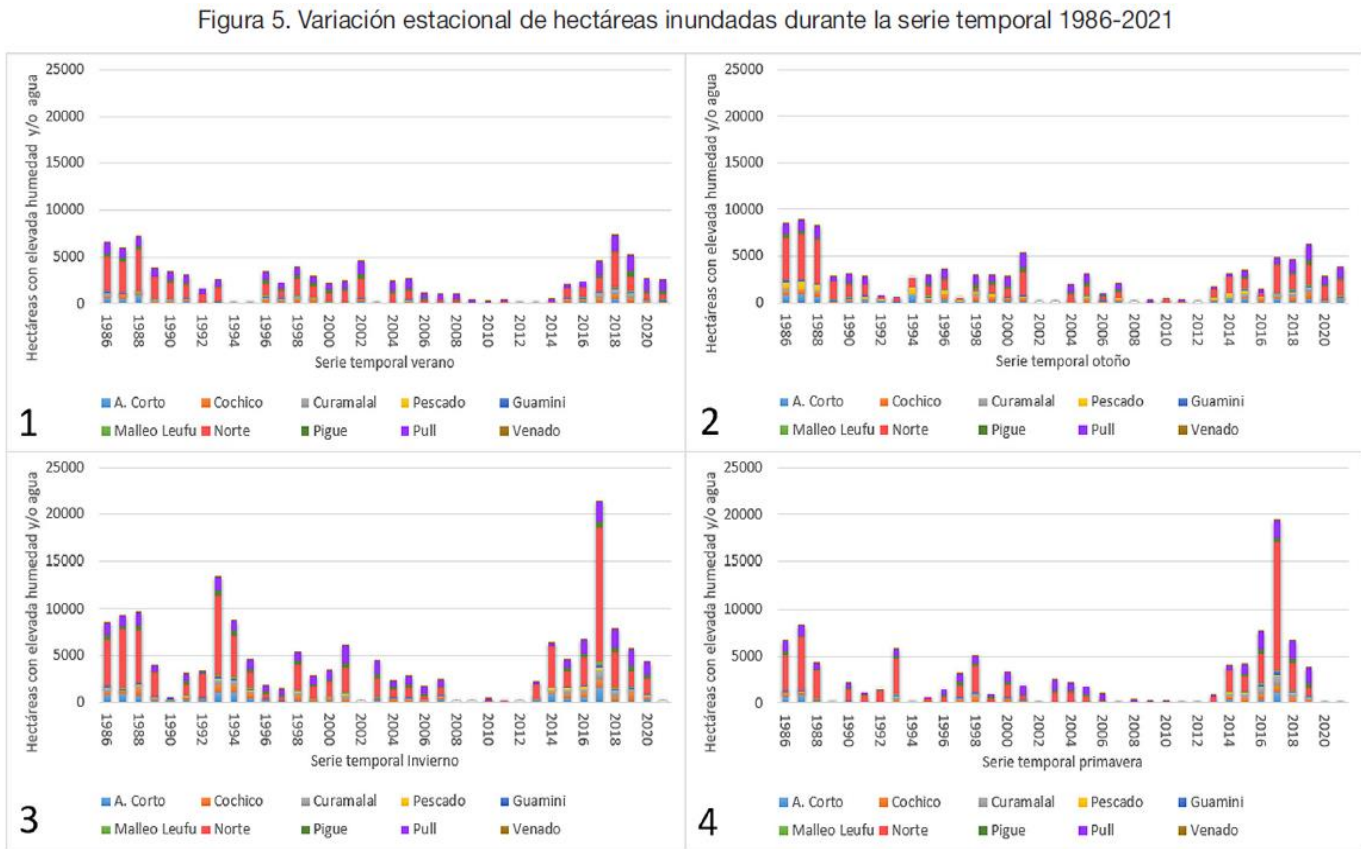 Figura 5. Variación estacional de hectáreas inundadas durante la serie temporal 1986-2021
Hectáreas con elevada humedad y/o agua
25000
20000
15000
10000
5000
0
1986 1988 1990 1992 1994 1996 1998 2000 2002 2004 2006 2008 2010 2012 2014 2016 2018 2020
Serie temporal verano
A. Corto Cochico Curamalal Pescado Guamini
Malleo Leufu Norte Pigue Pull Venado
1
Hectáreas con elevada humedad y/o agua
25000
20000
15000
10000
5000
0
1986 1988 1990 1992 1994 1996 1998 2000 2002 2004 2006 2008 2010 2012 2014 2016 2018 2020
Serie temporal otoño
A. Corto Cochico Curamalal Pescado Guamini
Malleo Leufu Norte Pigue Pull Venado
2
Hectáreas con elevada humedad y/o agua
25000
20000
15000
10000
5000
0
1986 1988 1990 1992 1994 1996 1998 2000 2002 2004 2006 2008 2010 2012 2014 2016 2018 2020
Serie temporal Invierno
A. Corto Cochico Curamalal Pescado Guamini
Malleo Leufu Norte Pigue Pull Venado
3
Hectáreas con elevada humedad y/o agua
25000
20000
15000
10000
5000
0
1986 1988 1990 1992 1994 1996 1998 2000 2002 2004 2006 2008 2010 2012 2014 2016 2018 2020
Serie temporal primavera
A. Corto Cochico Curamalal Pescado Guamini
Malleo Leufu Norte Pigue Pull Venado
4